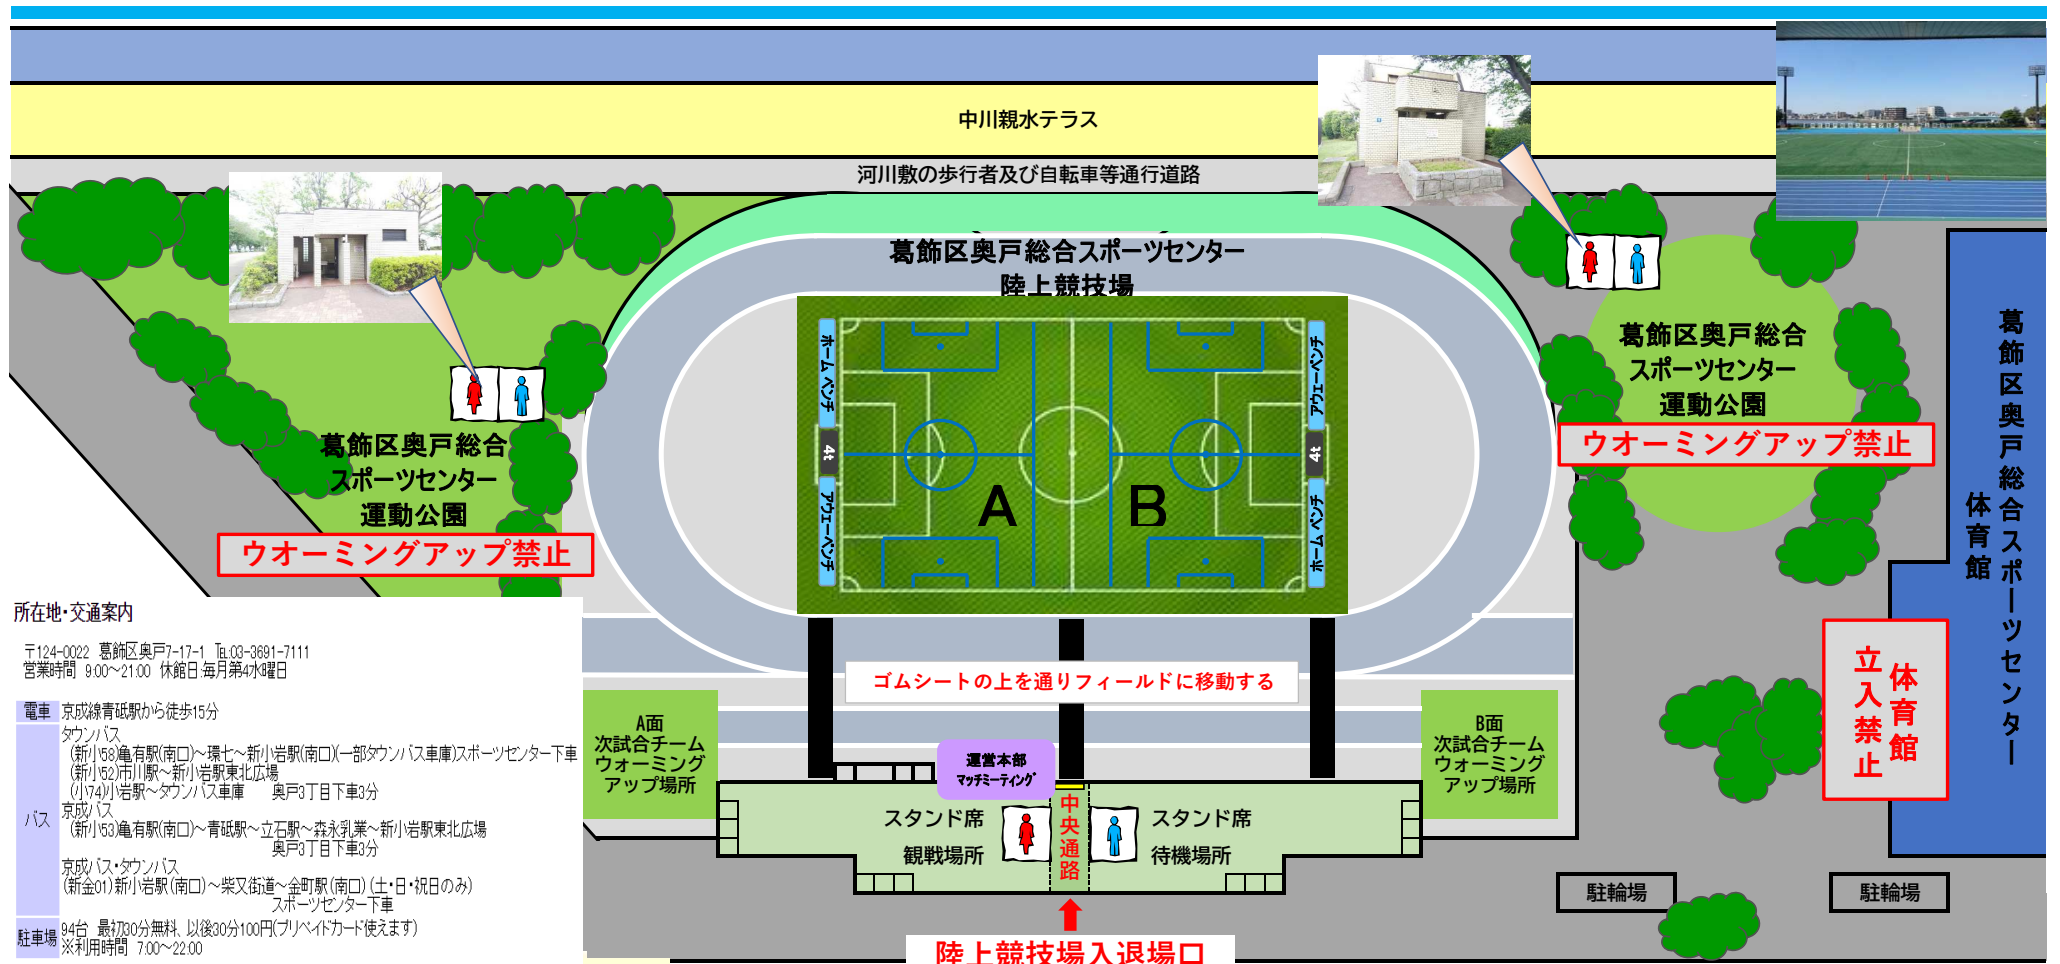 中川親水テラス
河川敷の歩行者及び自転車等通行道路
葛飾区奥戸総合スポーツセンター
陸上競技場
ホームベンチ
4t
アウェーベンチ
A
B
アウェーベンチ
4t
ホームベンチ
葛飾区奥戸総合
スポーツセンター
運動公園
ウオーミングアップ禁止
葛飾区奥戸総合
スポーツセンター
運動公園
ウオーミングアップ禁止
葛飾区奥戸総合スポーツセンター
体育館
体育館
立入禁止
ゴムシートの上を通りフィールドに移動する
A面
次試合チーム
ウォーミング
アップ場所
B面
次試合チーム
ウォーミング
アップ場所
運営本部
マッチミーティング
スタンド席
観戦場所
中央通路
スタンド席
待機場所
駐輪場
駐輪場
陸上競技場入退場口
所在地・交通案内
〒124-0022 葛飾区奥戸7-17-1 ℡:03-3691-7111
営業時間 9:00～21:00 休館日:毎月第4水曜日
電車 京成線青砥駅から徒歩15分
バス
タウンバス
(新小58)亀有駅(南口)～環七～新小岩駅(南口)(一部タウンバス車庫)スポーツセンター下車
(新小52)市川駅～新小岩駅東北広場
(小74)小岩駅～タウンバス車庫 奥戸3丁目下車3分
京成バス
(新小53)亀有駅(南口)～青砥駅～立石駅～森永乳業～新小岩駅東北広場
奥戸3丁目下車3分
京成バス・タウンバス
(新金01)新小岩駅(南口)～柴又街道～金町駅(南口)(土・日・祝日のみ)
スポーツセンター下車
駐車場 94台 最初30分無料、以後30分100円(プリペイドカード使えます)
※利用時間 7:00～22:00